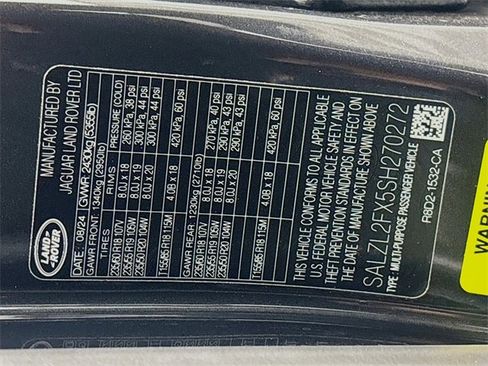 LAND
ROVER
MANUFACTURED BY
JAGUAR LAND ROVER LTD
DATE : 08/24 GVWR 2430kg (5355lb)
GAWR FRONT: 1340kg (2950lb)
TIRES RIMS PRESSURE (COLD)
235/60 R18 107V 8.0J x 18 260 kPa, 38 psi
235/55 R19 105W 8.0J x 19 300 kPa, 44 psi
235/50 R20 104W 8.0J x 20 300 kPa, 44 psi
T155/85 R18 115M 4.0B x 18 420 kPa, 60 psi
GAWR REAR 1230kg (2710lb)
235/60 R18 107V 8.0J x 18 270 kPa, 40 psi
235/55 R19 105W 8.0J x 19 290 kPa, 43 psi
235/50 R20 104W 8.0J x 20 290 kPa, 43 psi
T155/85 R18 115M 4.0B x 18 420 kPa, 60 psi
THIS VEHICLE CONFORMS TO ALL APPLICABLE
U.S FEDERAL MOTOR VEHICLE SAFETY AND
THEFT PREVENTION STANDARDS IN EFFECT ON
THE DATE OF MANUFACTURE SHOWN ABOVE
SALZL2FX5SH270272
TYPE: MULTI-PURPOSE PASSENGER VEHICLE
R8D2-1532-CA
WARNING